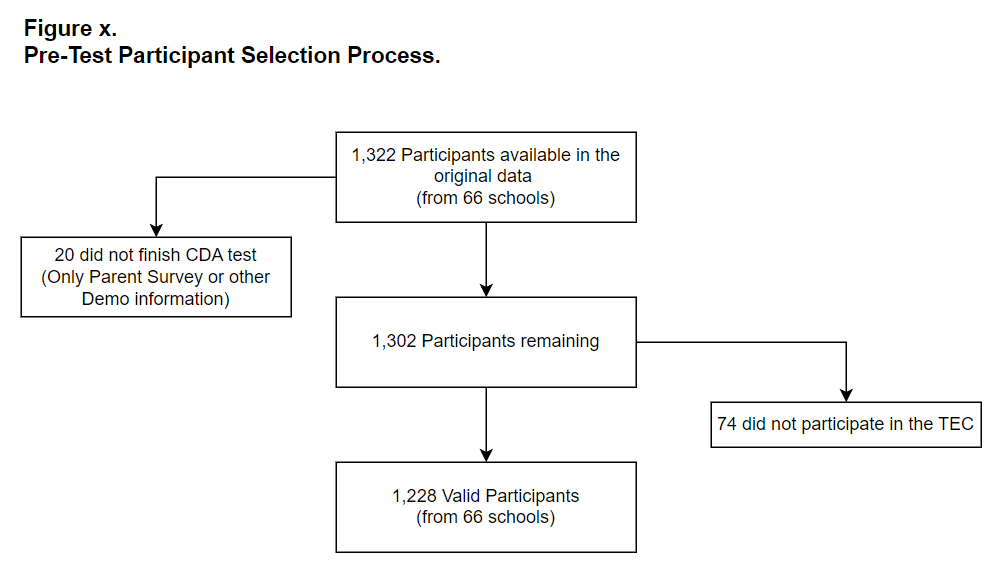 Figure x.
Pre-Test Participant Selection Process.
1,322 Participants available in the
original data
(from 66 schools)
20 did not finish CDA test
(Only Parent Survey or other
Demo information)
1,302 Participants remaining
74 did not participate in the TEC
1,228 Valid Participants
(from 66 schools)